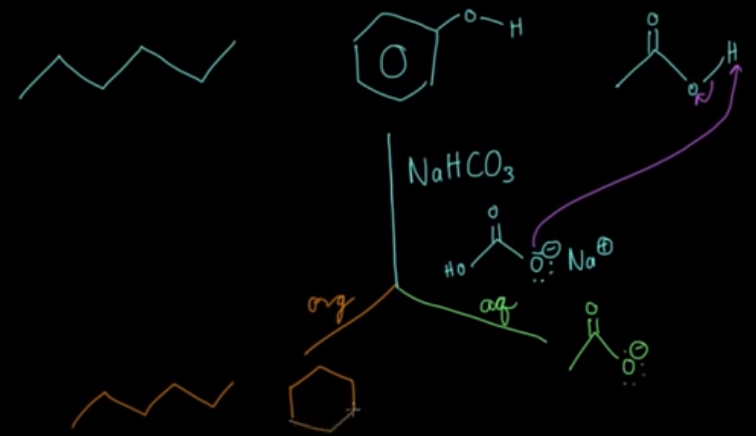 O H
O
O H
NaHCO₃
O
HO O⊖ Na⊕
org aq
O
O⊖